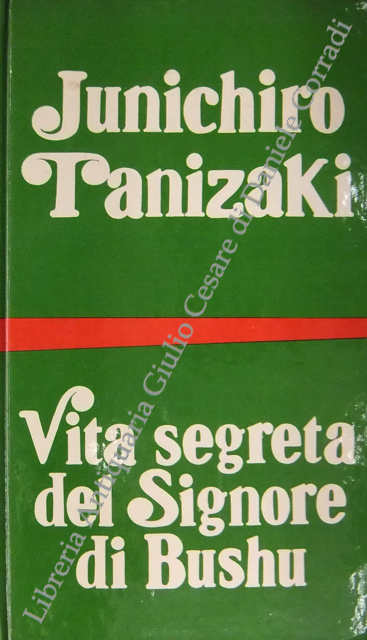 Junichiro
Tanizaki
Vita segreta
del Signore
di Bushu
Libreria Antiquaria Giulio Cesare di Daniele Corradi